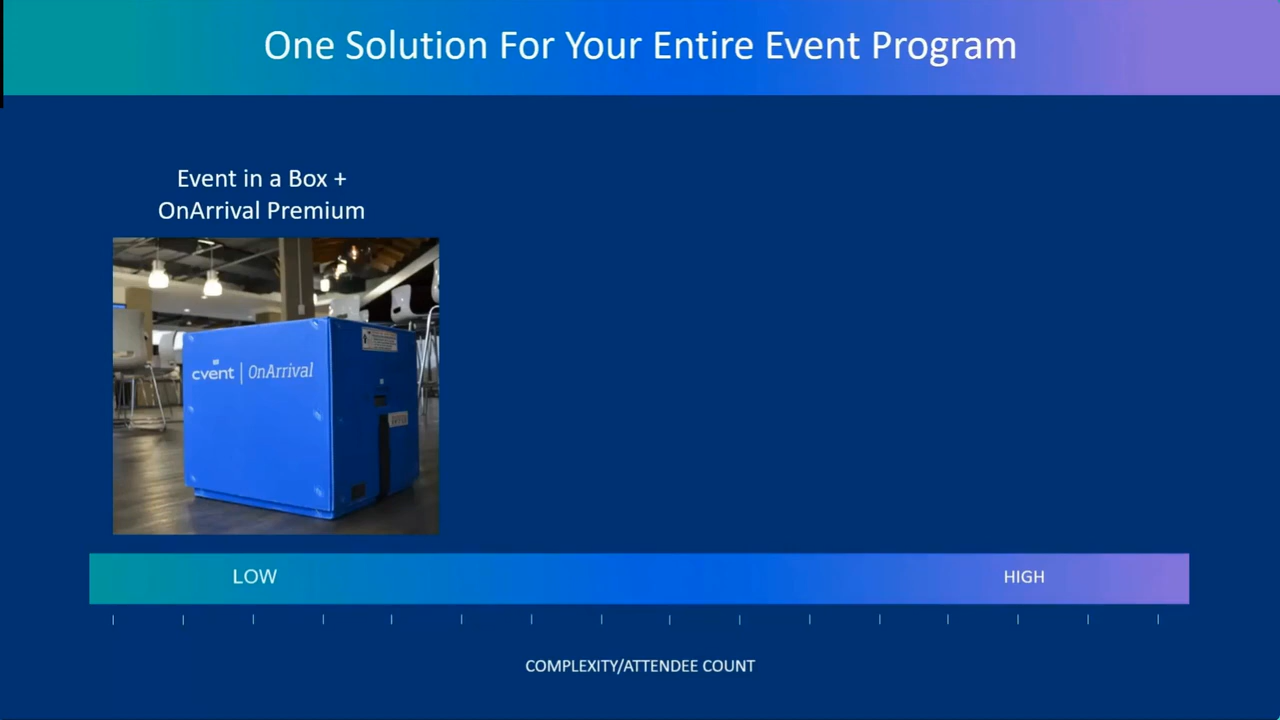 One Solution For Your Entire Event Program
Event in a Box +
OnArrival Premium
cvent | OnArrival
LOW
HIGH
COMPLEXITY/ATTENDEE COUNT